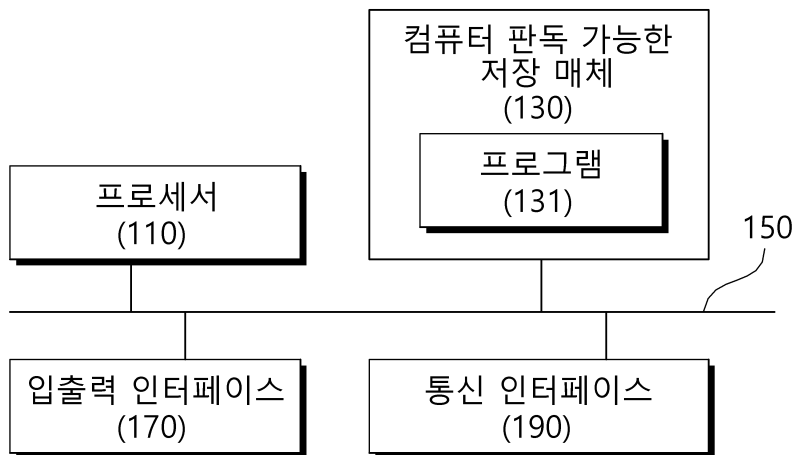 컴퓨터 판독 가능한
저장 매체
(130)
프로그램
(131)
프로세서
(110)
150
입출력 인터페이스
(170)
통신 인터페이스
(190)